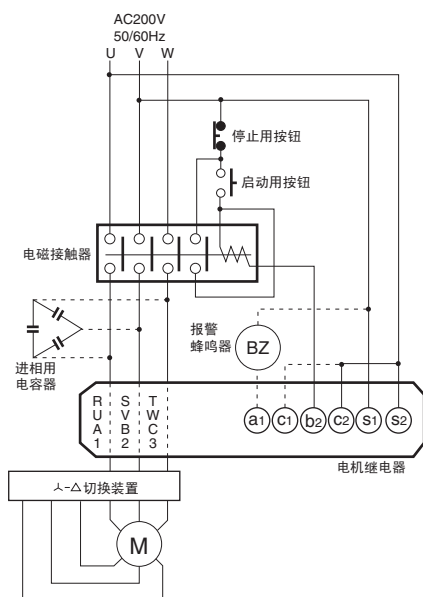 AC200V
50/60Hz
U V W
停止用按钮
启动用按钮
电磁接触器
报警
蜂鸣器
BZ
进相用
电容器
R S T
U V W
A B C
1 2 3
a1 c1 b2 c2 s1 s2
电机继电器
人-△切换装置
M